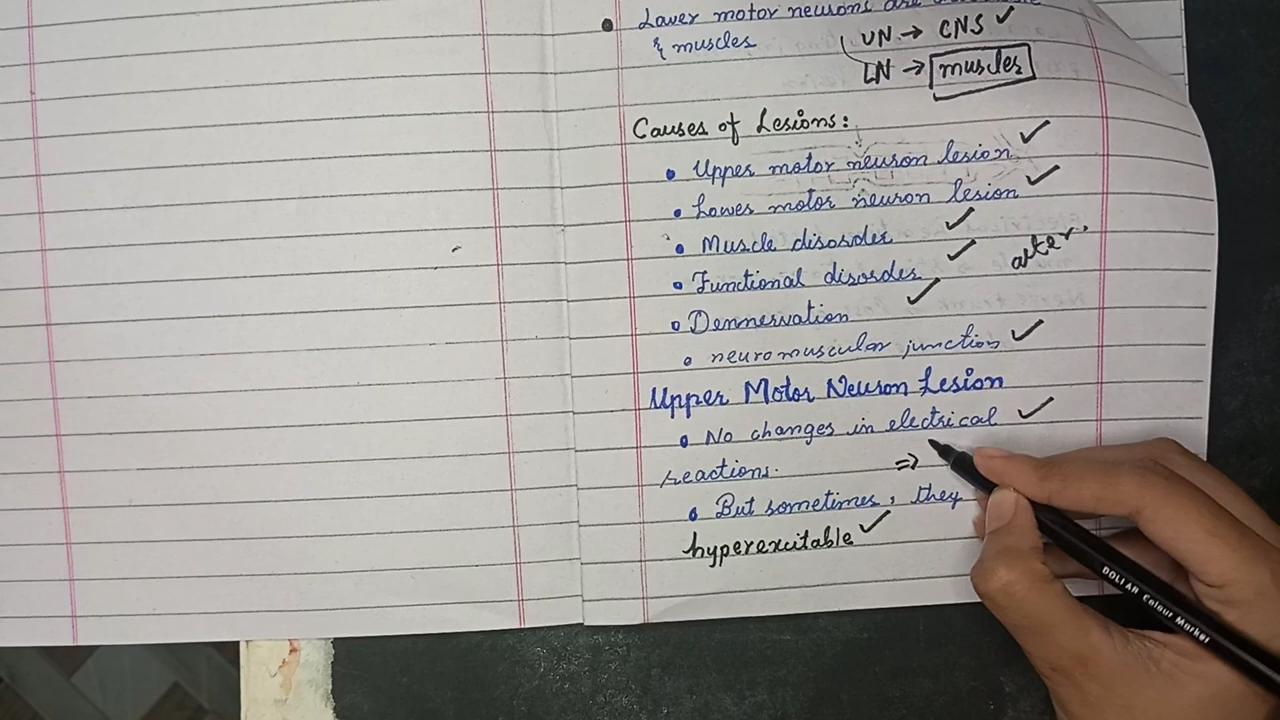 • Lower motor neurons are
& muscles
UN → CNS ✓
LN → muscles
Causes of Lesions:
• Upper motor neuron lesion ✓
• Lower motor neuron lesion ✓
• Muscle disorder ✓
• Functional disorder ✓
alter.
• Dennervation ✓
• neuromuscular junction ✓
Upper Motor Neuron Lesion
• No changes in electrical ✓
reactions. ⇒
• But sometimes, they
hyperexcitable ✓
DOLLAR Colour Marker